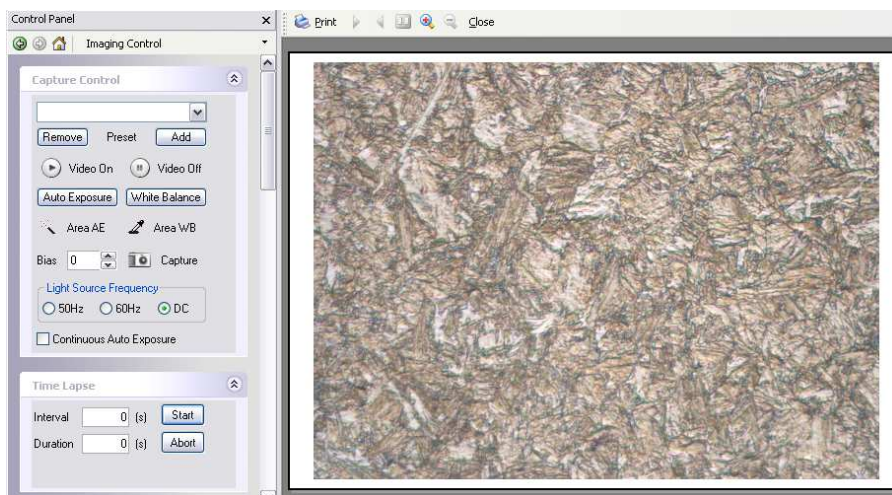 Control Panel x
Print Close
Imaging Control
Capture Control
Remove Preset Add
Video On Video Off
Auto Exposure White Balance
Area AE Area WB
Bias 0 Capture
Light Source Frequency
50Hz 60Hz DC
Continuous Auto Exposure
Time Lapse
Interval 0 (s) Start
Duration 0 (s) Abort